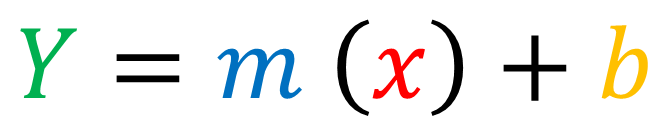 Y = m (x) + b